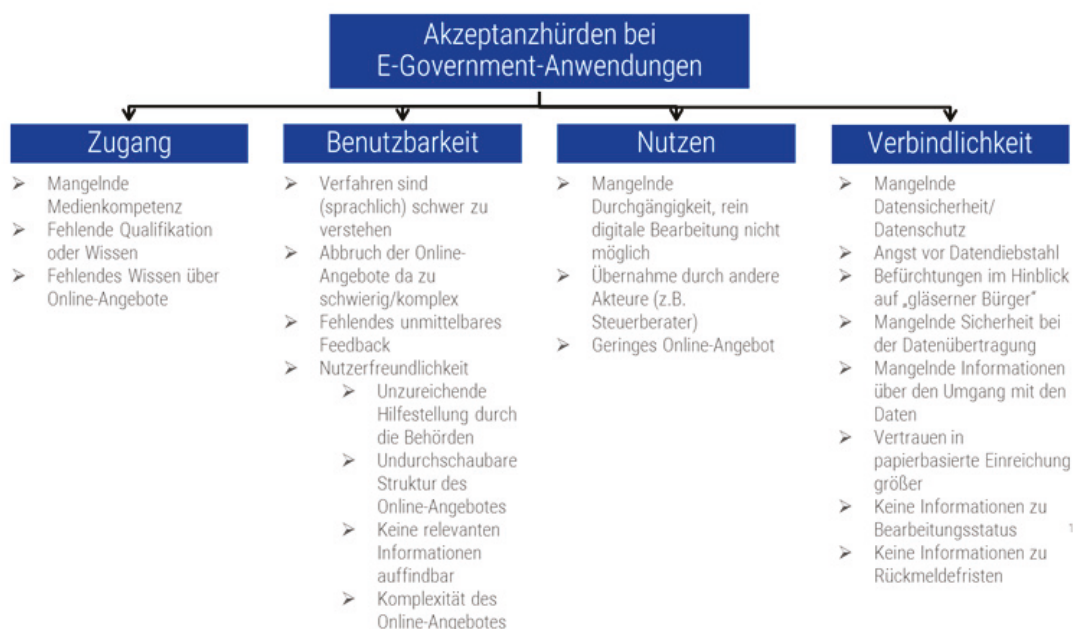 Akzeptanzhürden bei
E-Government-Anwendungen
Zugang
➢ Mangelnde
Medienkompetenz
➢ Fehlende Qualifikation
oder Wissen
➢ Fehlendes Wissen über
Online-Angebote
Benutzbarkeit
➢ Verfahren sind
(sprachlich) schwer zu
verstehen
➢ Abbruch der Online-
Angebote da zu
schwierig/komplex
➢ Fehlendes unmittelbares
Feedback
➢ Nutzerfreundlichkeit
➢ Unzureichende
Hilfestellung durch
die Behörden
➢ Undurchschaubare
Struktur des
Online-Angebotes
➢ Keine relevanten
Informationen
auffindbar
➢ Komplexität des
Online-Angebotes
Nutzen
➢ Mangelnde
Durchgängigkeit, rein
digitale Bearbeitung nicht
möglich
➢ Übernahme durch andere
Akteure (z.B.
Steuerberater)
➢ Geringes Online-Angebot
Verbindlichkeit
➢ Mangelnde
Datensicherheit/
Datenschutz
➢ Angst vor Datendiebstahl
➢ Befürchtungen im Hinblick
auf „gläserner Bürger“
➢ Mangelnde Sicherheit bei
der Datenübertragung
➢ Mangelnde Informationen
über den Umgang mit den
Daten
➢ Vertrauen in
papierbasierte Einreichung
größer
➢ Keine Informationen zu
Bearbeitungsstatus
➢ Keine Informationen zu
Rückmeldefristen
1